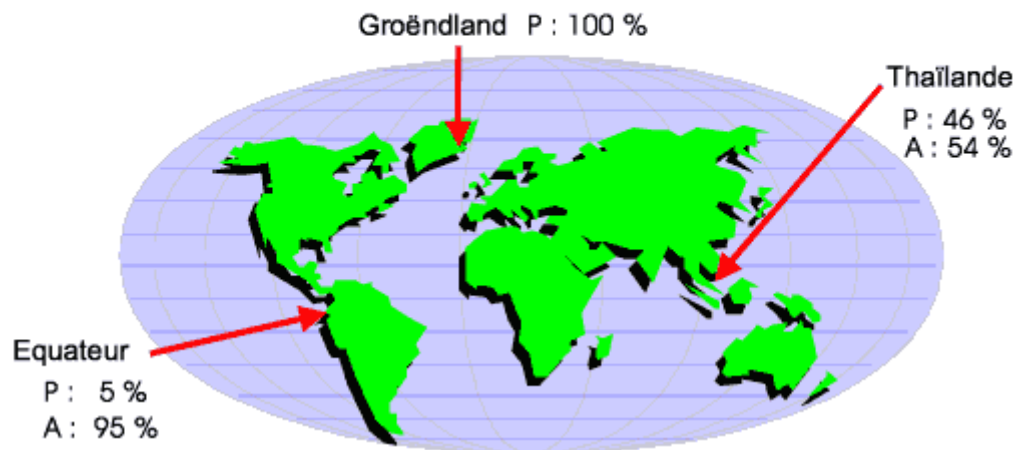 Groëndland P : 100 %
Thaïlande
P : 46 %
A : 54 %
Equateur
P : 5 %
A : 95 %